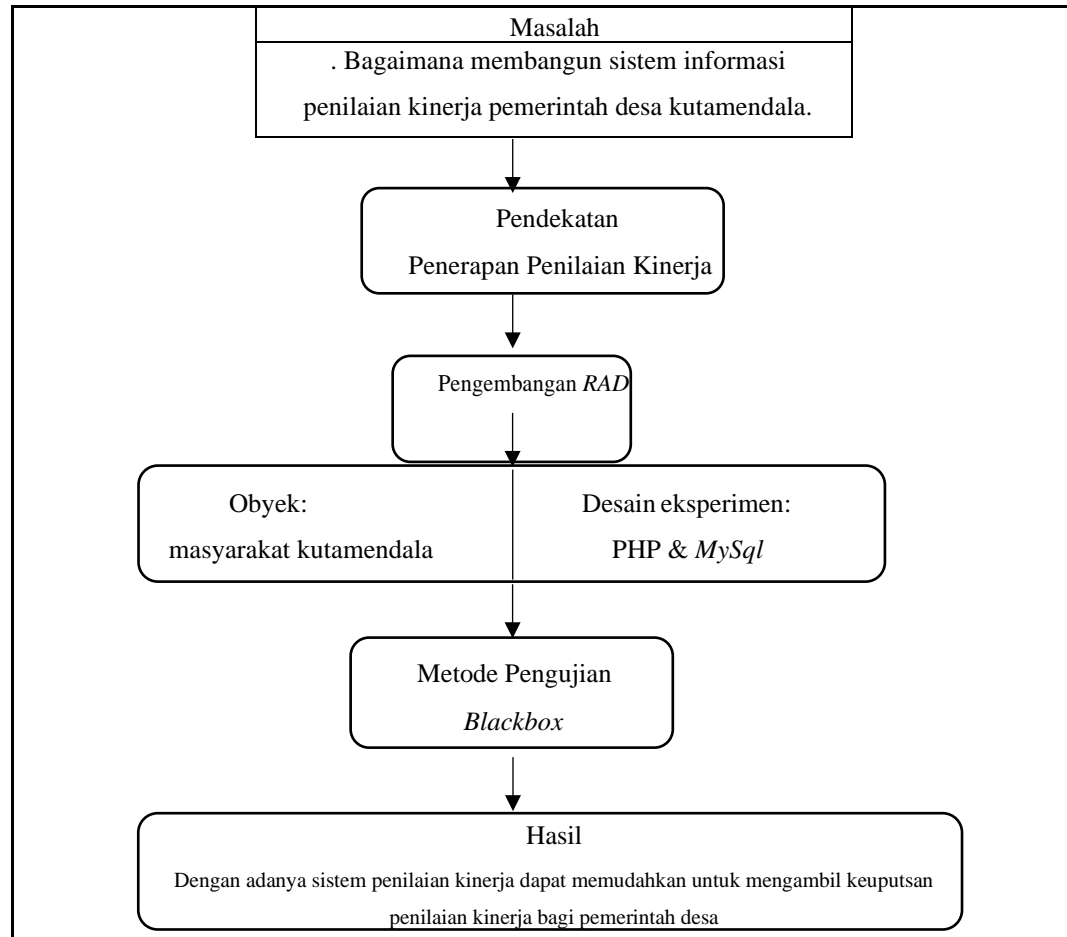 Masalah
. Bagaimana membangun sistem informasi
penilaian kinerja pemerintah desa kutamendala.
Pendekatan
Penerapan Penilaian Kinerja
Pengembangan RAD
Obyek:
masyarakat kutamendala
Desain eksperimen:
PHP & MySql
Metode Pengujian
Blackbox
Hasil
Dengan adanya sistem penilaian kinerja dapat memudahkan untuk mengambil keuputsan
penilaian kinerja bagi pemerintah desa